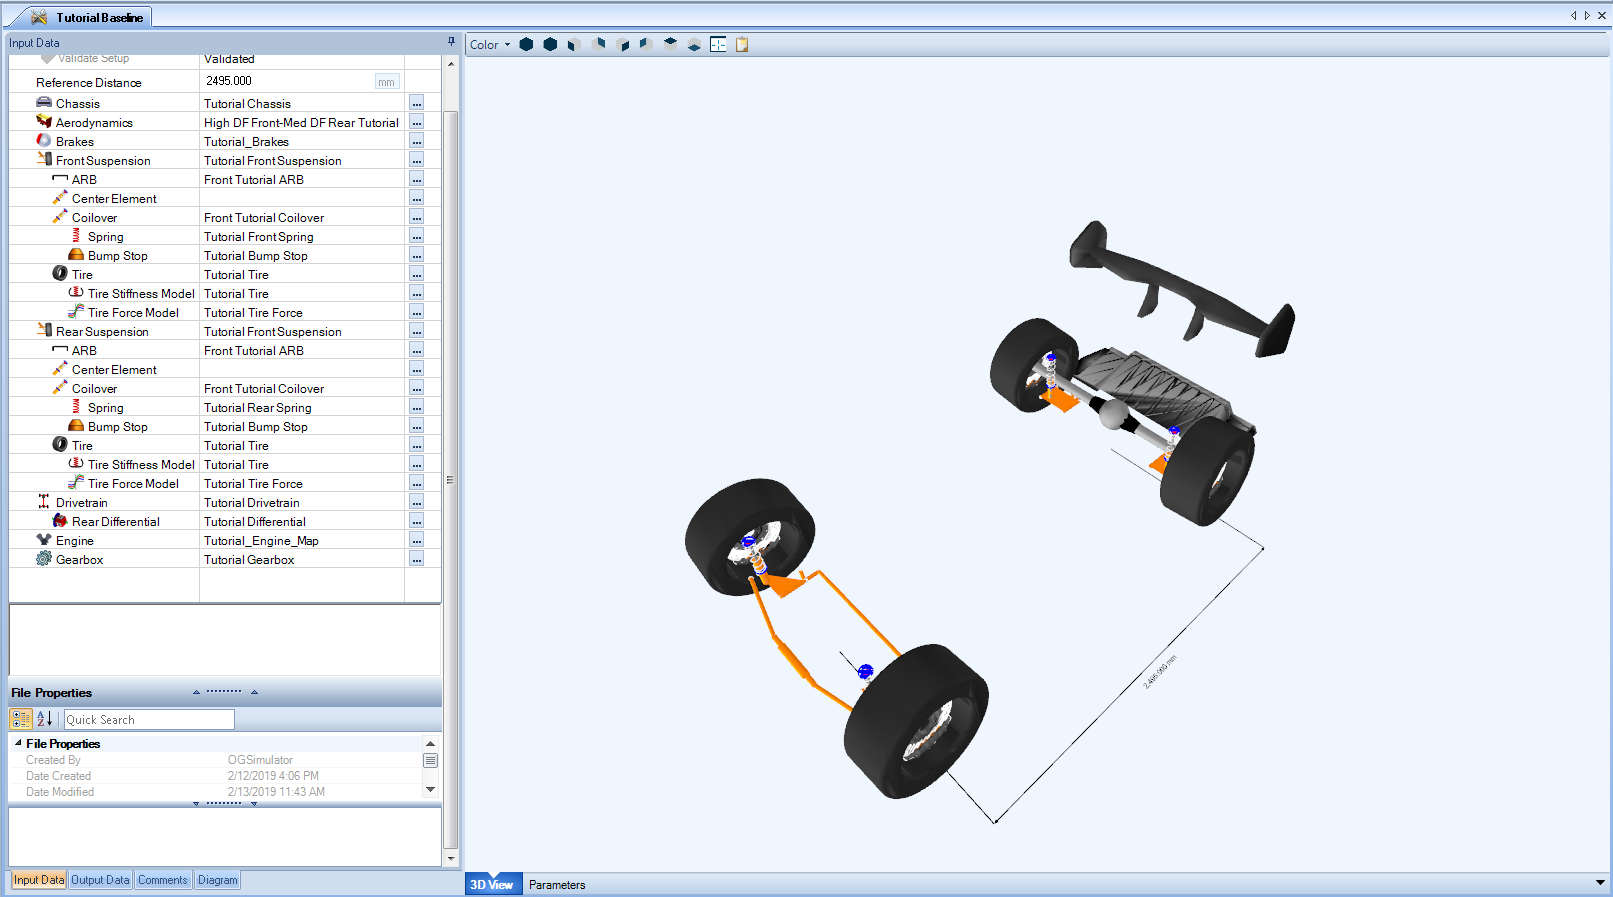 Tutorial Baseline
Input Data
Color
Validate Setup Validated
Reference Distance 2495.000 mm
Chassis Tutorial Chassis ...
Aerodynamics High DF Front-Med DF Rear Tutorial ...
Brakes Tutorial_Brakes ...
Front Suspension Tutorial Front Suspension ...
ARB Front Tutorial ARB ...
Center Element ...
Coilover Front Tutorial Coilover ...
Spring Tutorial Front Spring ...
Bump Stop Tutorial Bump Stop ...
Tire Tutorial Tire ...
Tire Stiffness Model Tutorial Tire ...
Tire Force Model Tutorial Tire Force ...
Rear Suspension Tutorial Front Suspension ...
ARB Front Tutorial ARB ...
Center Element ...
Coilover Front Tutorial Coilover ...
Spring Tutorial Rear Spring ...
Bump Stop Tutorial Bump Stop ...
Tire Tutorial Tire ...
Tire Stiffness Model Tutorial Tire ...
Tire Force Model Tutorial Tire Force ...
Drivetrain Tutorial Drivetrain ...
Rear Differential Tutorial Differential ...
Engine Tutorial_Engine_Map ...
Gearbox Tutorial Gearbox ...
File Properties
Quick Search
File Properties
Created By OGSimulator
Date Created 2/12/2019 4:06 PM
Date Modified 2/13/2019 11:43 AM
Input Data Output Data Comments Diagram
2,495.000 mm
3D View Parameters